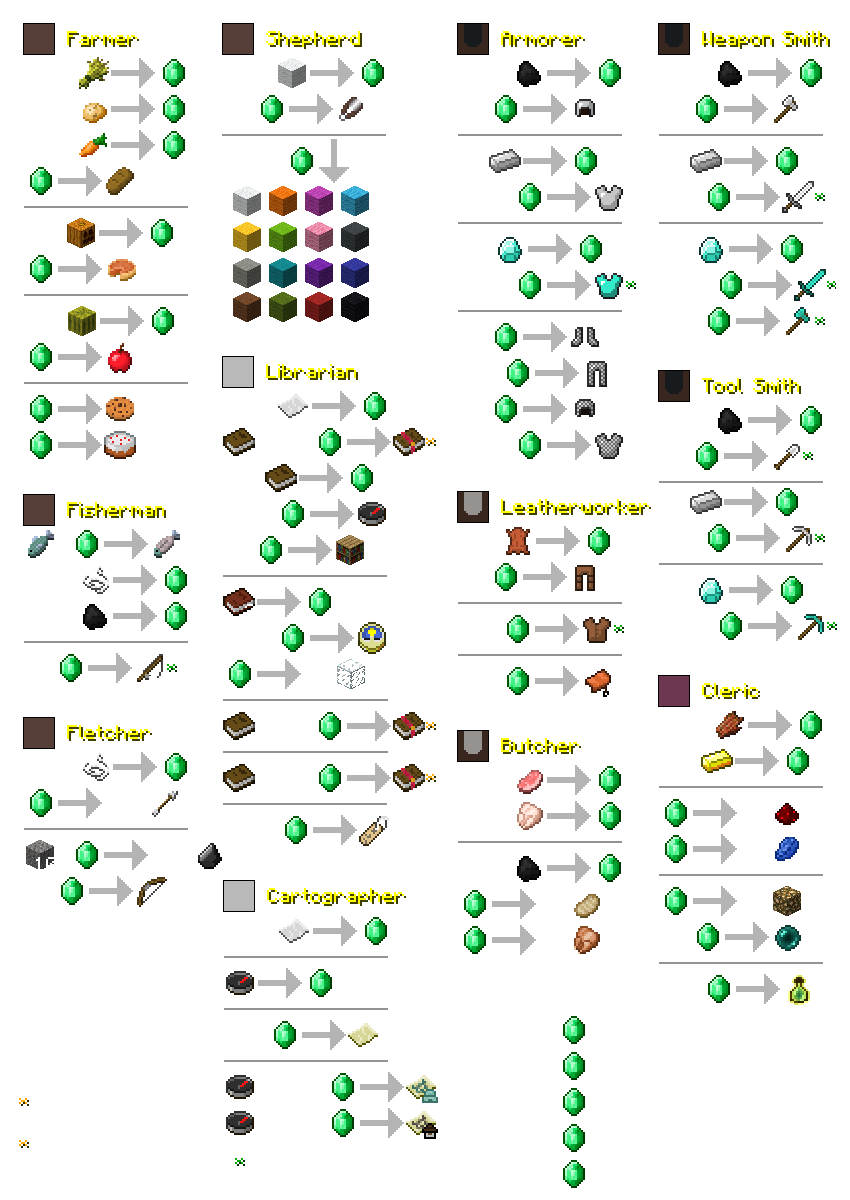 Farmer
Shepherd
Armorer
Weapon Smith
Librarian
Tool Smith
Fisherman
Leatherworker
Cleric
Fletcher
Butcher
Cartographer